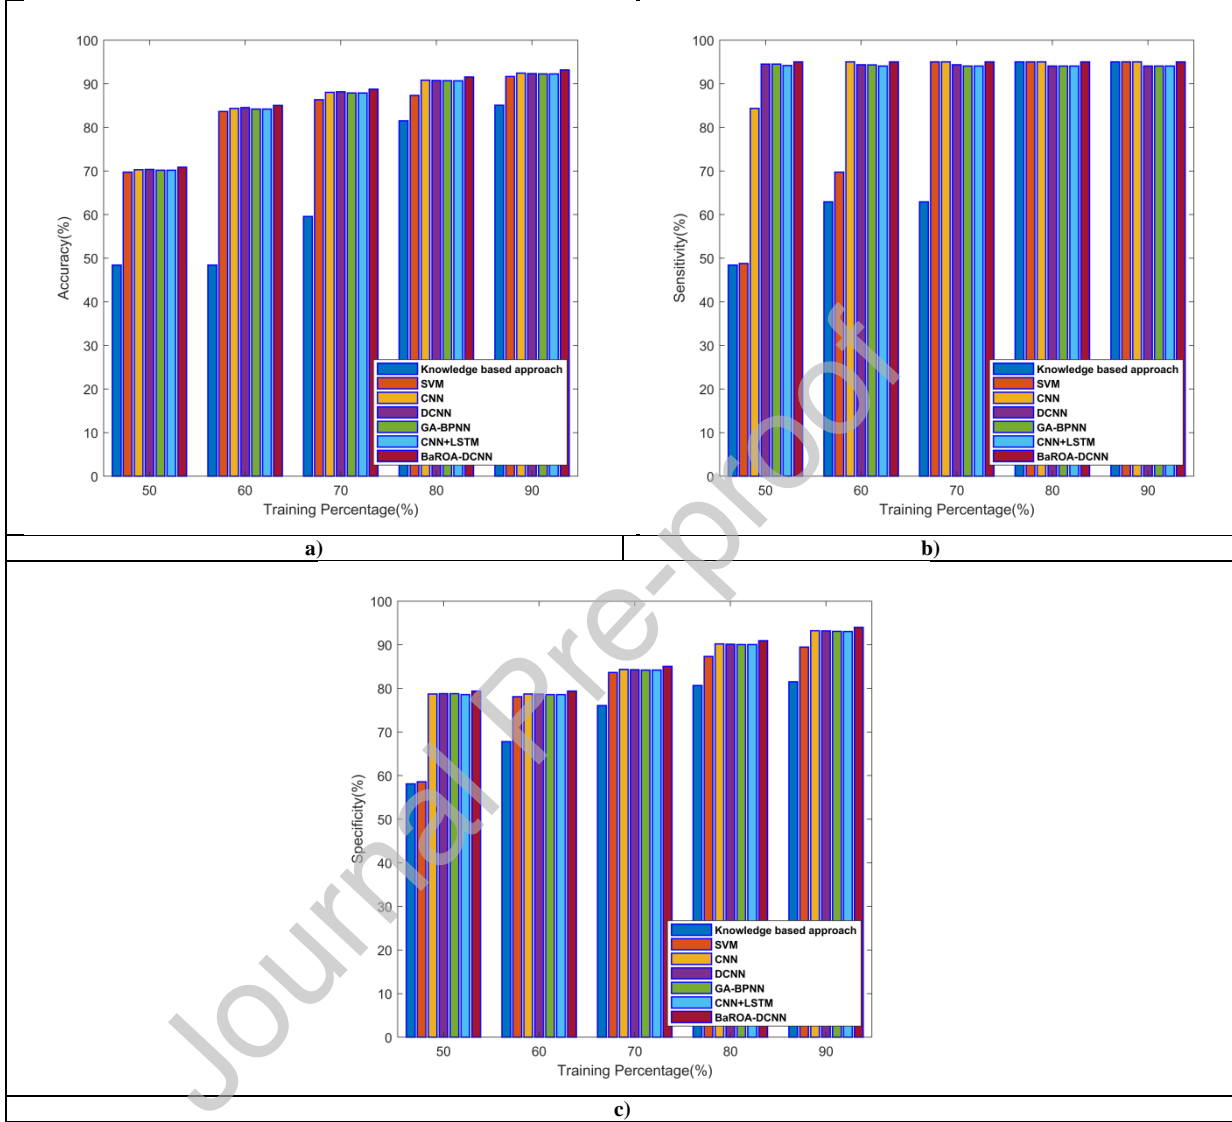 100
90
80
70
60
50
40
30
20
10
0
Accuracy(%)
50 60 70 80 90
Training Percentage(%)
Knowledge based approach
SVM
CNN
DCNN
GA-BPNN
CNN+LSTM
BaROA-DCNN
a)
100
90
80
70
60
50
40
30
20
10
0
Sensitivity(%)
50 60 70 80 90
Training Percentage(%)
Knowledge based approach
SVM
CNN
DCNN
GA-BPNN
CNN+LSTM
BaROA-DCNN
b)
100
90
80
70
60
50
40
30
20
10
0
Specificity(%)
50 60 70 80 90
Training Percentage(%)
Knowledge based approach
SVM
CNN
DCNN
GA-BPNN
CNN+LSTM
BaROA-DCNN
c)
Journal Pre-proof